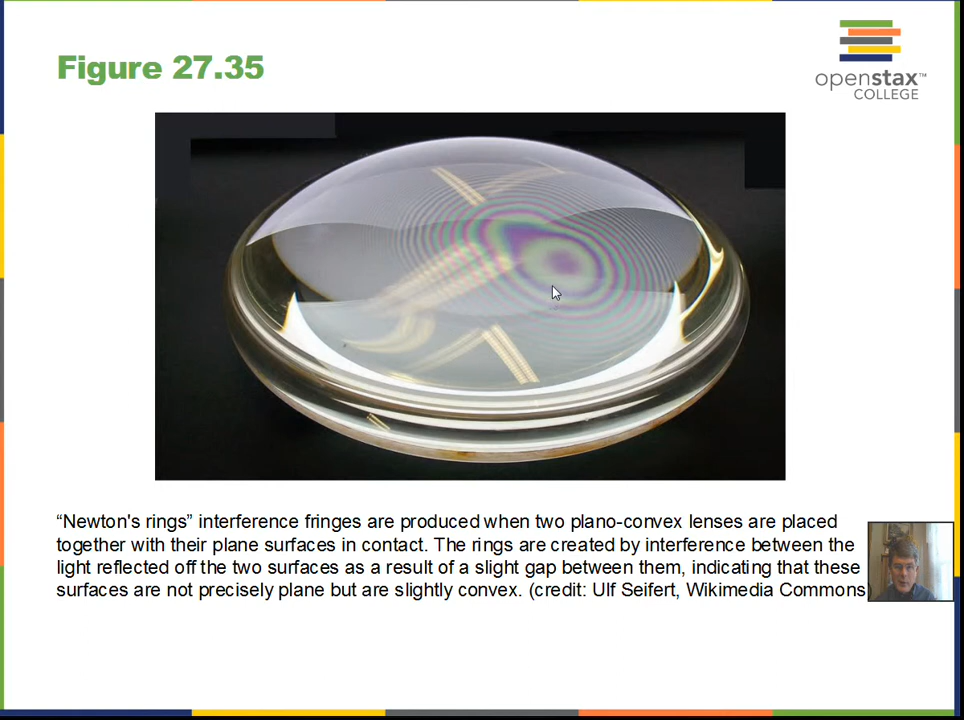 Figure 27.35
openstax™
COLLEGE
“Newton's rings” interference fringes are produced when two plano-convex lenses are placed
together with their plane surfaces in contact. The rings are created by interference between the
light reflected off the two surfaces as a result of a slight gap between them, indicating that these
surfaces are not precisely plane but are slightly convex. (credit: Ulf Seifert, Wikimedia Commons